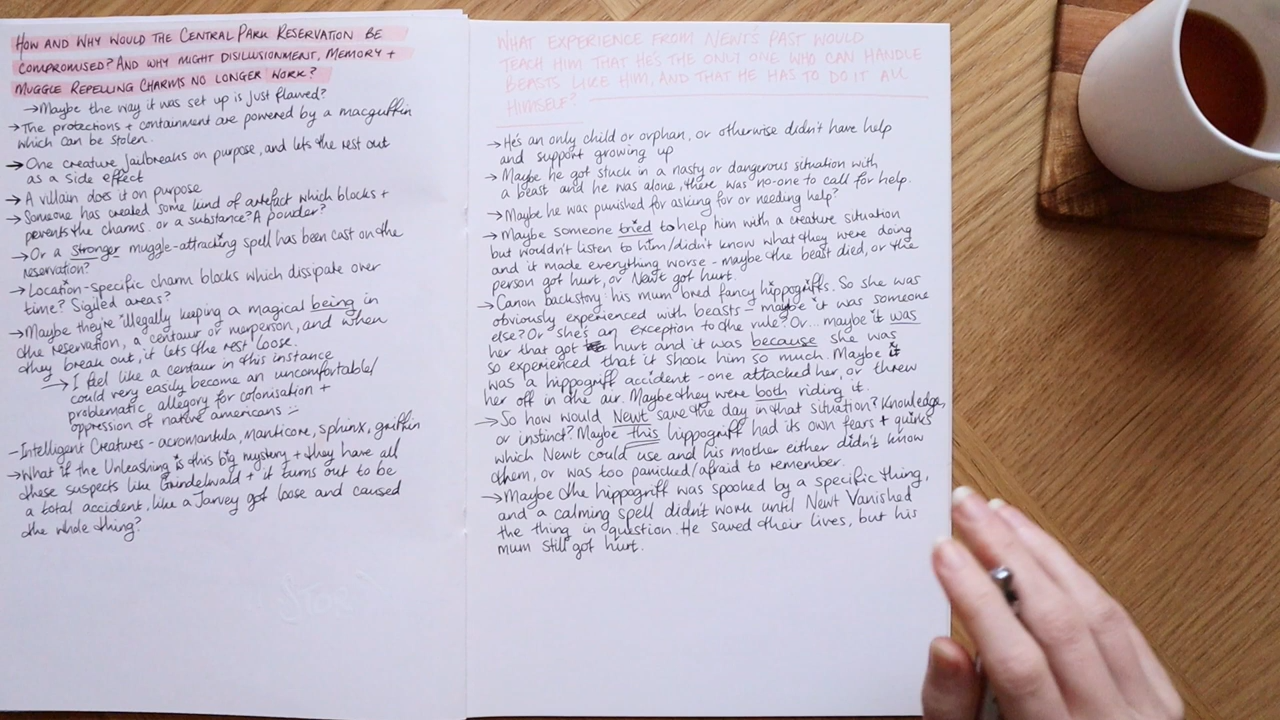 HOW AND WHY WOULD THE CENTRAL PARK RESERVATION BE
COMPROMISED? AND WHY MIGHT DISILLUSIONMENT, MEMORY +
MUGGLE REPELLING CHARMS NO LONGER WORK?
→Maybe the way it was set up is just flawed?
→The protections + containment are powered by a macguffin
which can be stolen.
→One creature jailbreaks on purpose, and lets the rest out
as a side effect
→A villain does it on purpose
→Someone has created some kind of artefact which blocks +
pevents the charms. or a substance? A powder?
→Or a stronger muggle-attracting spell has been cast on the
reservation?
→Location-specific charm blocks which dissipate over
time? Sigiled areas?
→Maybe they're illegally keeping a magical being in
the reservation, a centaur or merperson, and when
they break out, it lets the rest loose.
→I feel like a centaur in this instance
could very easily become an uncomfortable/
problematic allegory for colonisation +
oppression of native americans
-Intelligent Creatures - acromantula, Manticore, sphinx, griffin
→What if the Unleashing is this big mystery + they have all
these suspects like Grindelwald + it turns out to be
a total accident, like a Jarvey got loose and caused
the whole thing?
WHAT EXPERIENCE FROM NEWT'S PAST WOULD
TEACH HIM THAT HE'S THE ONLY ONE WHO CAN HANDLE
BEASTS LIKE HIM, AND THAT HE HAS TO DO IT ALL
HIMSELF?
→He's an only child or orphan, or otherwise didn't have help
and support growing up
→Maybe he got stuck in a nasty or dangerous situation with
a beast and he was alone, there was no-one to call for help.
→Maybe he was punished for asking for or needing help?
→Maybe someone tried to help him with a creature situation
but wouldn't listen to him/didn't know what they were doing
and it made everything worse - maybe the beast died, or the
person got hurt, or Newt got hurt.
→Canon backstory: his mum bred fancy hippogriffs. So she was
obviously experienced with beasts - maybe it was someone
else? Or she's an exception to the rule? Or... maybe it was
her that got hurt and it was because she was
so experienced that it shook him so much. Maybe it
was a hippogriff accident - one attacked her, or threw
her off in the air. Maybe they were both riding it.
→So how would Newt save the day in that situation? Knowledge,
or instinct? Maybe this hippogriff had its own fears + quirks
which Newt could use and his mother either didn't know
them, or was too panicked/afraid to remember.
→Maybe the hippogriff was spooked by a specific thing,
and a calming spell didn't work until Newt Vanished
the thing in question. He saved their lives, but his
mum still got hurt.